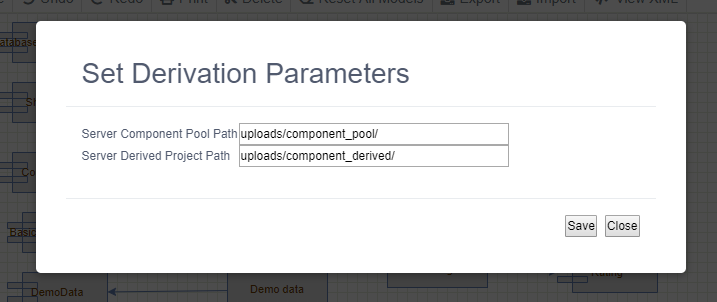 Undo Redo Print Delete Reset All Models Export Import View XML
Set Derivation Parameters
Server Component Pool Path uploads/component_pool/
Server Derived Project Path uploads/component_derived/
Save Close
Basic
DemoData Demo data